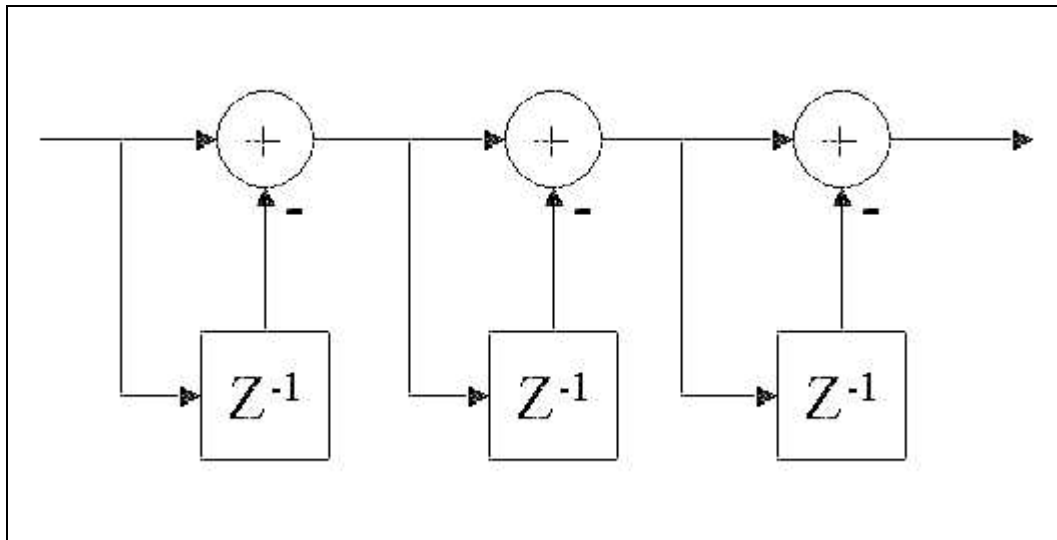 + + +
- - -
Z⁻¹ Z⁻¹ Z⁻¹